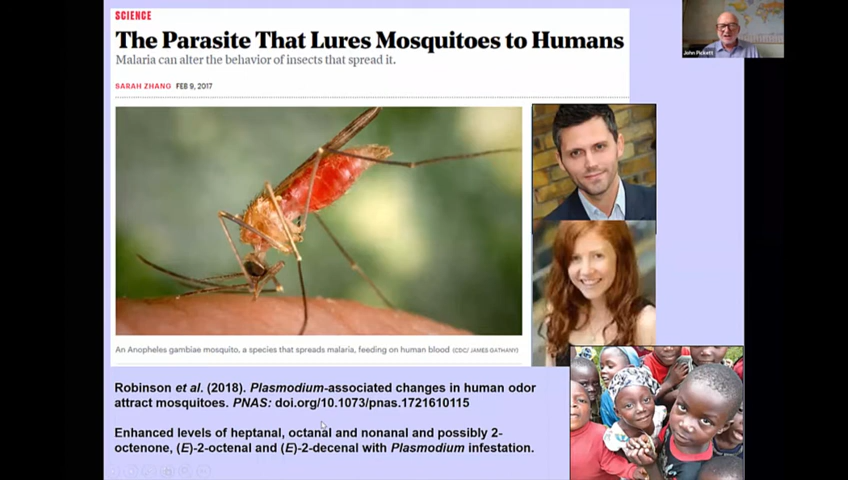 SCIENCE
The Parasite That Lures Mosquitoes to Humans
Malaria can alter the behavior of insects that spread it.
SARAH ZHANG FEB 9, 2017
John Pickett
An Anopheles gambiae mosquito, a species that spreads malaria, feeding on human blood (CDC/ JAMES GATHANY)
Robinson et al. (2018). Plasmodium-associated changes in human odor
attract mosquitoes. PNAS: doi.org/10.1073/pnas.1721610115
Enhanced levels of heptanal, octanal and nonanal and possibly 2-
octenone, (E)-2-octenal and (E)-2-decenal with Plasmodium infestation.